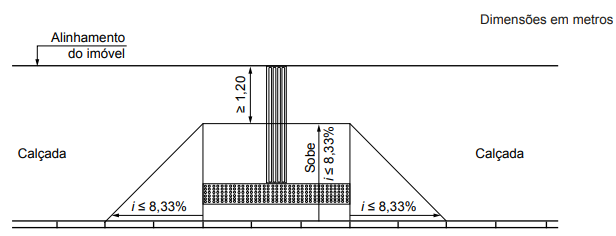 Dimensões em metros
Alinhamento
do imóvel
≥ 1,20
Calçada
Sobe
i ≤ 8,33%
Calçada
i ≤ 8,33%
i ≤ 8,33%